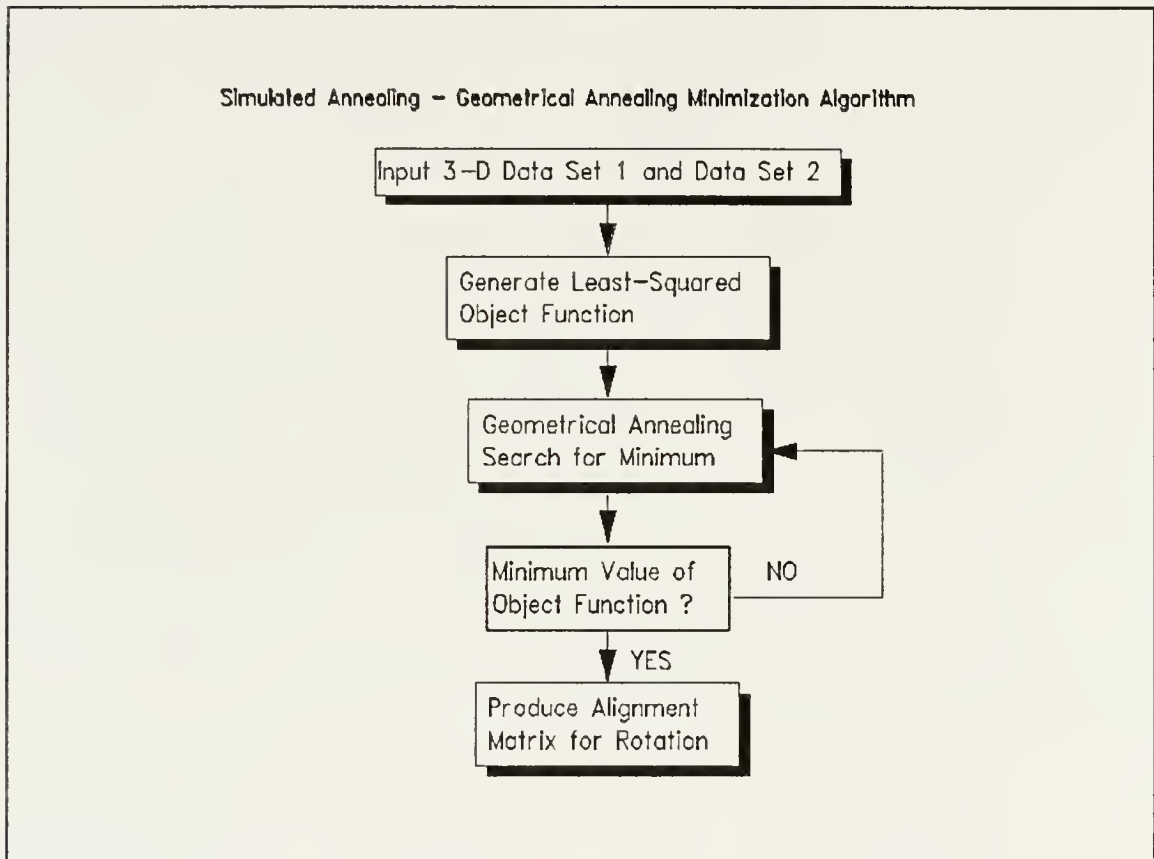 Simulated Annealing – Geometrical Annealing Minimization Algorithm
Input 3–D Data Set 1 and Data Set 2
Generate Least–Squared
Object Function
Geometrical Annealing
Search for Minimum
Minimum Value of
Object Function ?
NO
YES
Produce Alignment
Matrix for Rotation